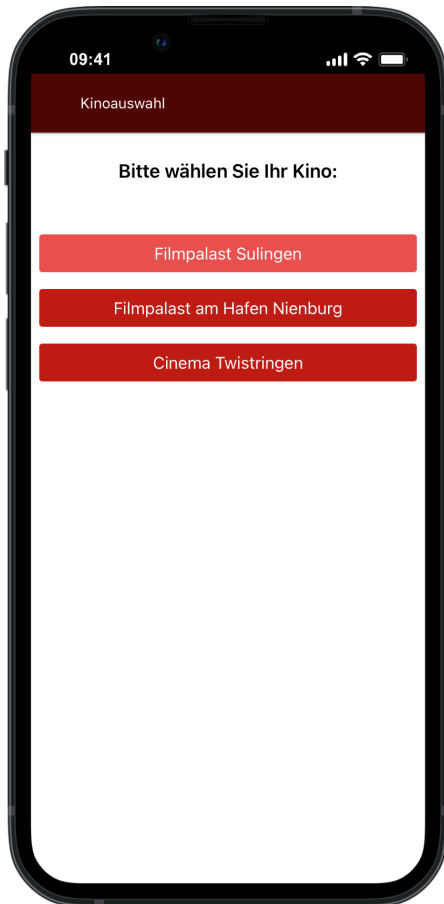 09:41
Kinoauswahl
Bitte wählen Sie Ihr Kino:
Filmpalast Sulingen
Filmpalast am Hafen Nienburg
Cinema Twistringen